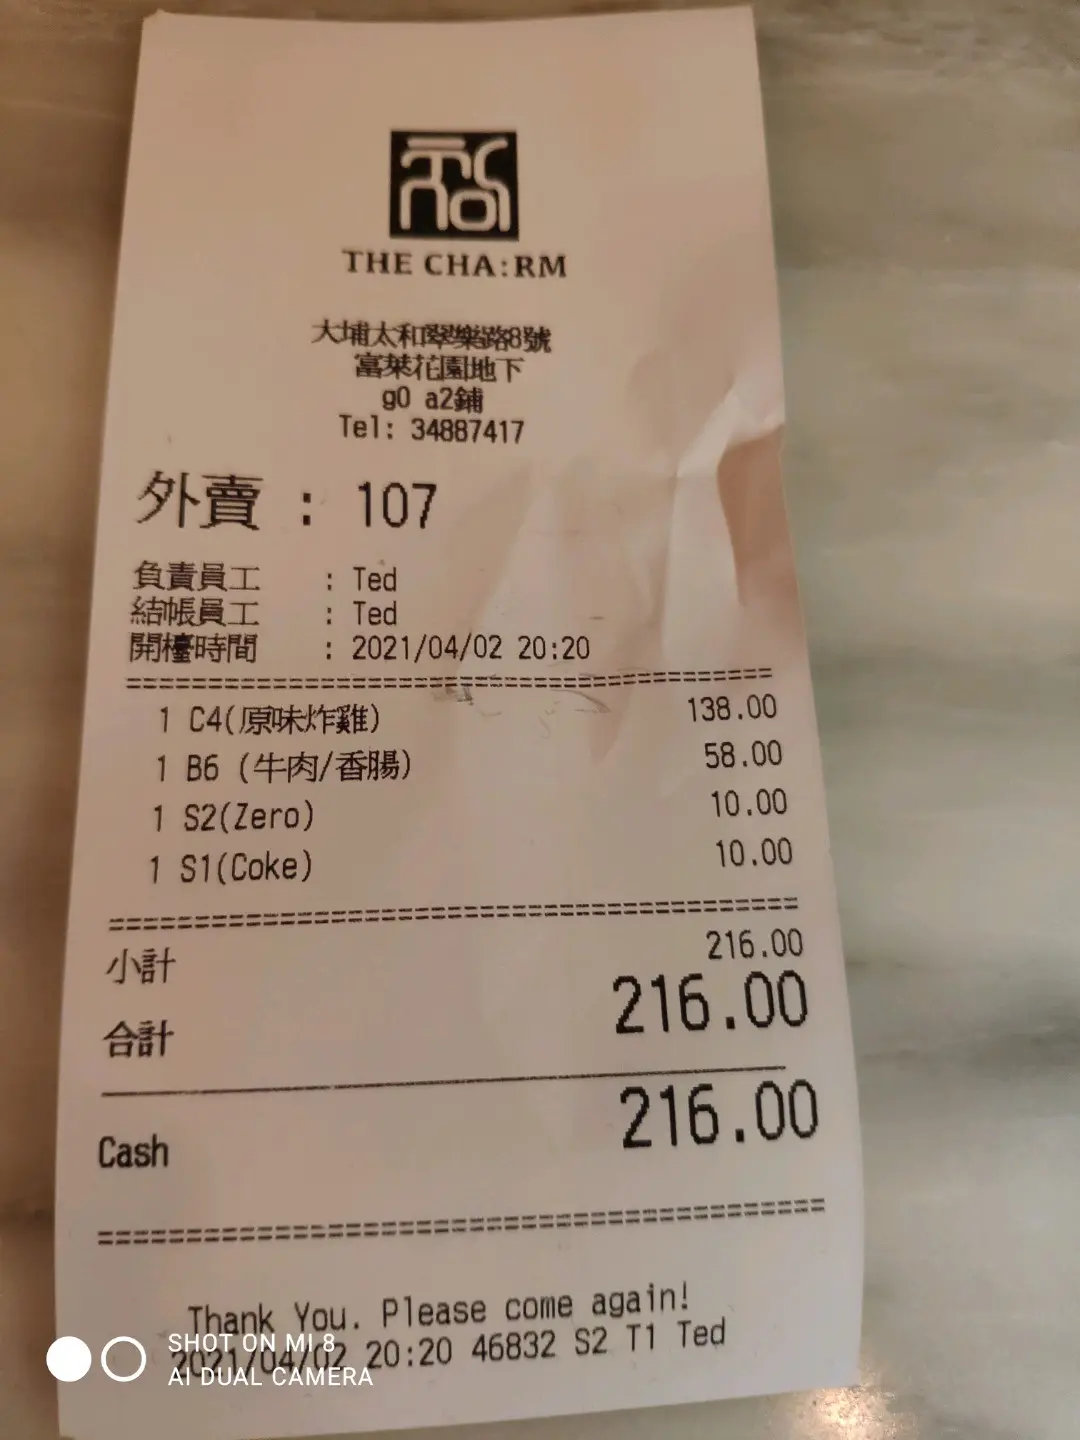 THE CHA:RM
大埔太和翠樂路8號
富萊花園地下
g0 a2鋪
Tel: 34887417
外賣 : 107
負責員工 : Ted
結帳員工 : Ted
開檯時間 : 2021/04/02 20:20
1 C4(原味炸雞) 138.00
1 B6 (牛肉/香腸) 58.00
1 S2(Zero) 10.00
1 S1(Coke) 10.00
小計 216.00
合計 216.00
Cash 216.00
Thank You. Please come again!
2021/04/02 20:20 46832 S2 T1 Ted
SHOT ON MI 8
AI DUAL CAMERA